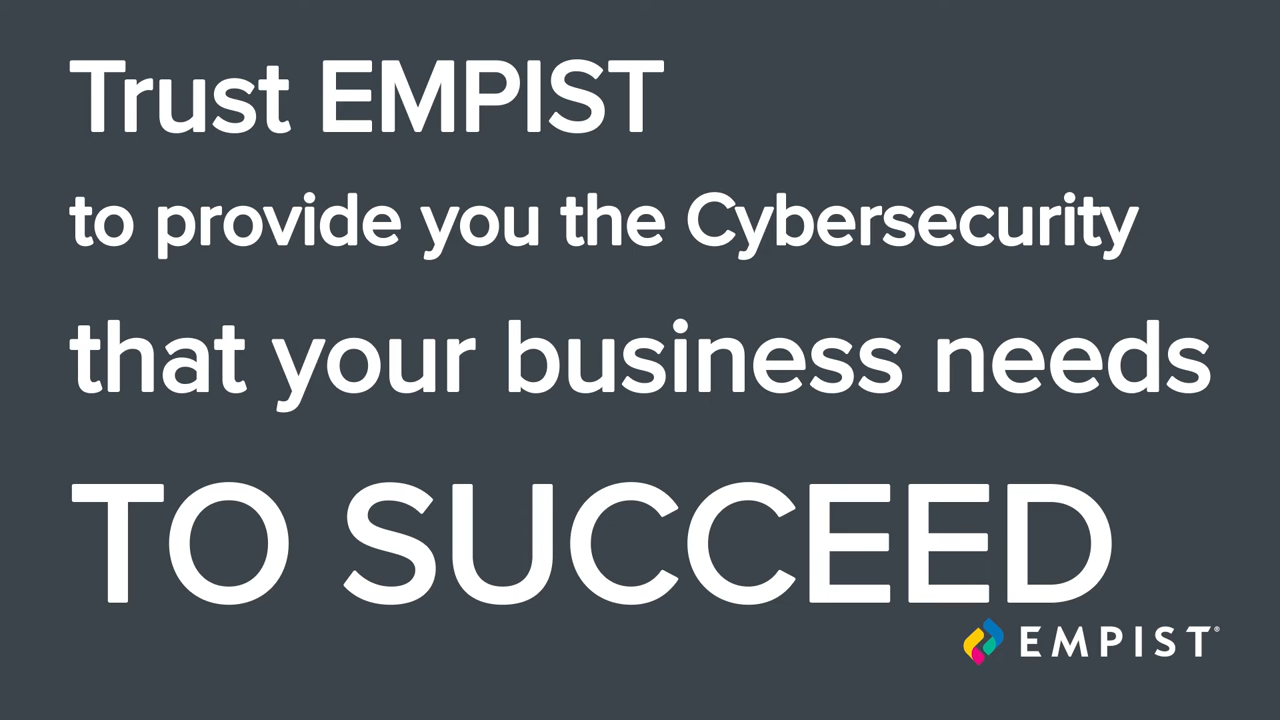 Trust EMPIST
to provide you the Cybersecurity
that your business needs
TO SUCCEED
EMPIST®